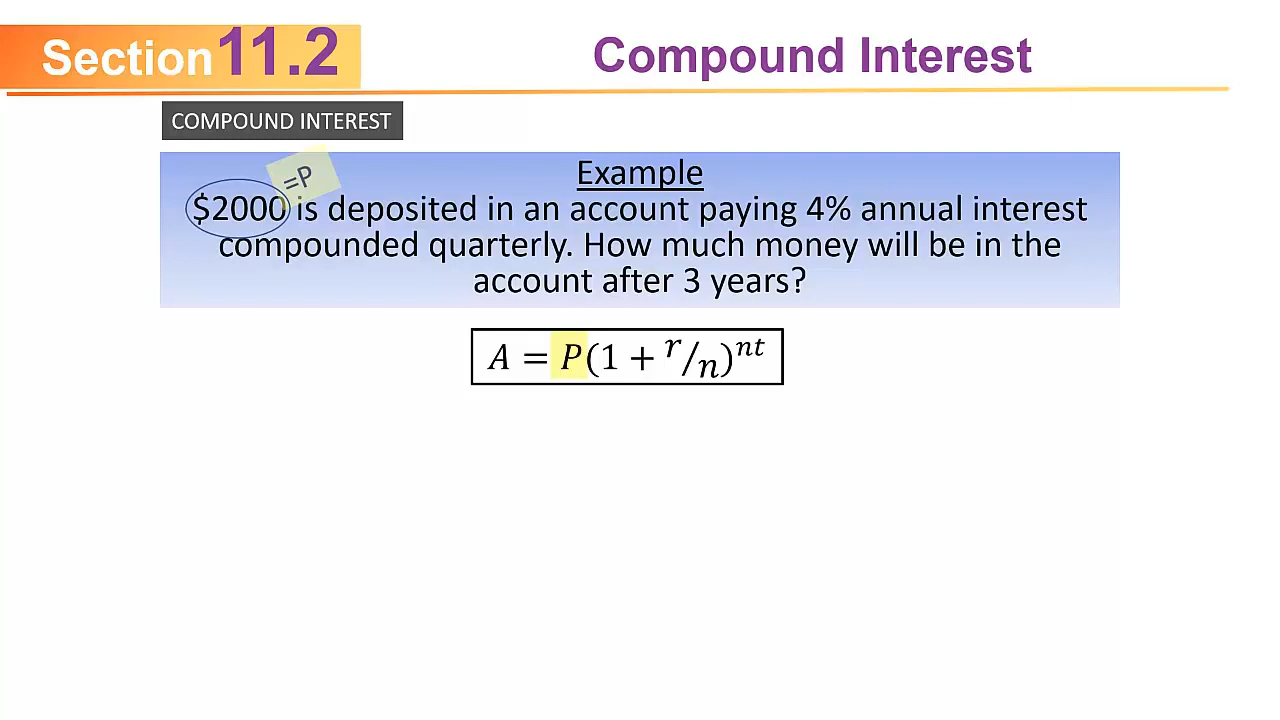 Section 11.2
Compound Interest
COMPOUND INTEREST
=P
Example
$2000 is deposited in an account paying 4% annual interest
compounded quarterly. How much money will be in the
account after 3 years?
A = P(1 + r/n)^{nt}